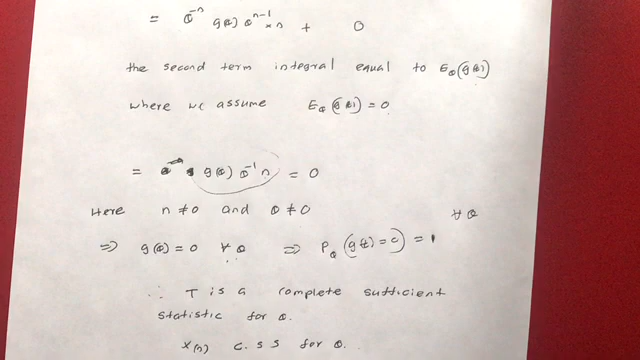 = θ^-n g(θ) θ^n-1 × n + 0
the second term integral equal to E_θ(g(t))
where we assume E_θ(g(t)) = 0
= g(θ) θ^-1 n = 0
Here n ≠ 0 and θ ≠ 0 ∀ θ
⇒ g(θ) = 0 ∀ θ ⇒ P_θ(g(t) = 0) = 1
∴ T is a complete sufficient
statistic for θ.
X(n) C.S.S for θ.